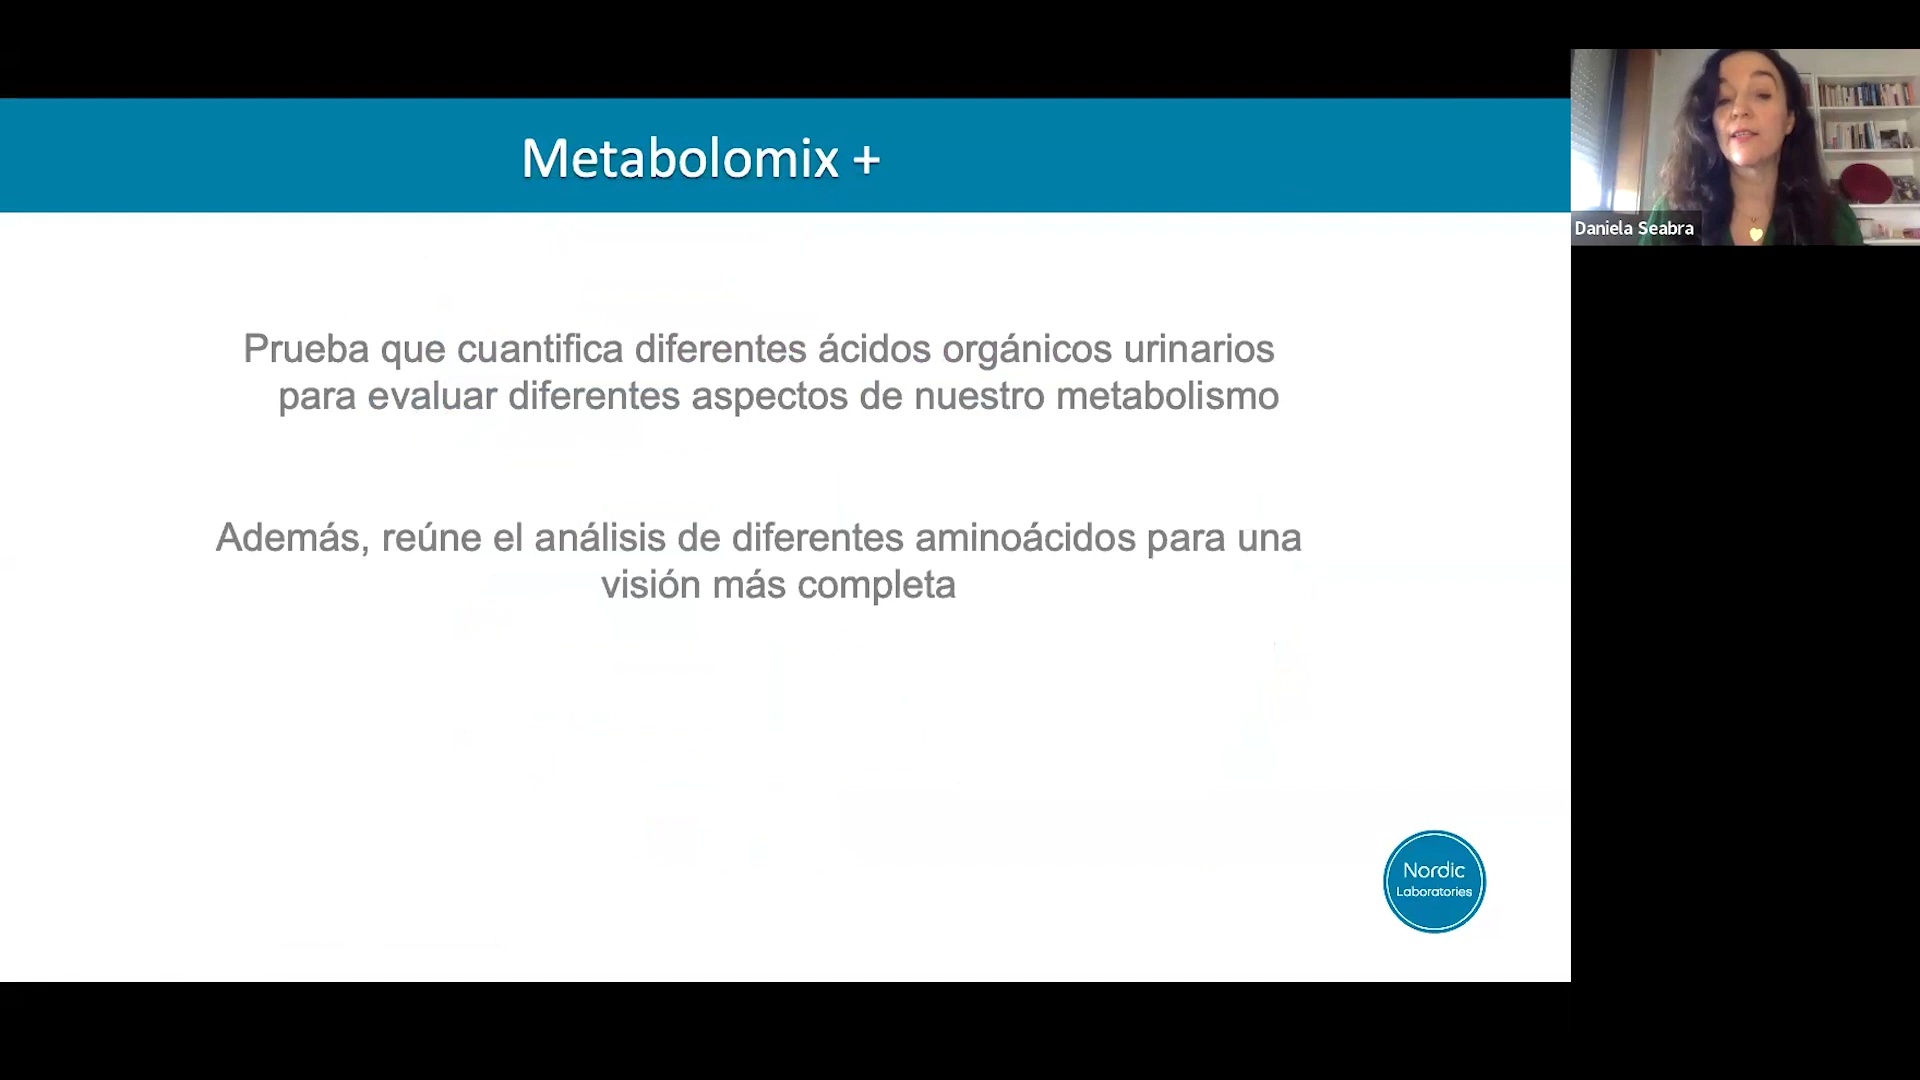 Metabolomix +
Daniela Seabra
Prueba que cuantifica diferentes ácidos orgánicos urinarios
para evaluar diferentes aspectos de nuestro metabolismo
Además, reúne el análisis de diferentes aminoácidos para una
visión más completa
Nordic
Laboratories